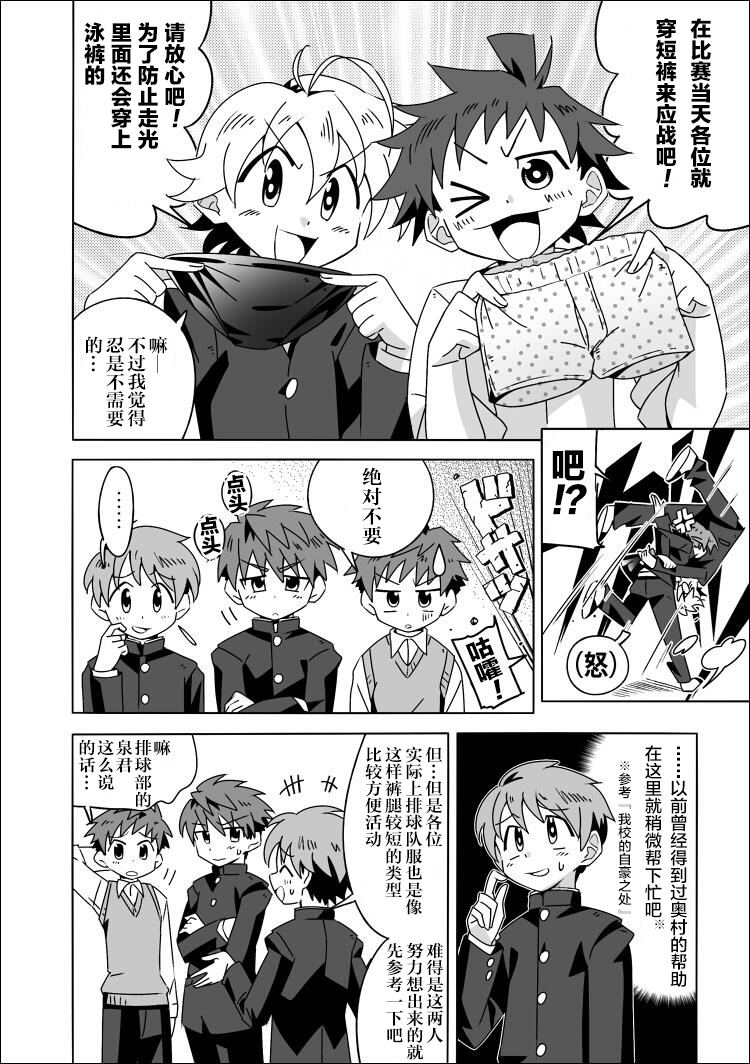 在比赛当天各位就
穿短裤来应战吧！
请放心吧！
为了防止走光
里面还会穿上
泳裤的
嘛—
不过我觉得
忍是不需要
的…
吧!?
(怒)
绝对不要
点头
点头
……
咕嚯！
……以前曾经得到过奥村的帮助
在这里就稍微帮下忙吧※
※参考『我校的自豪之处』
但…但是各位
实际上排球队服也是像
这样裤腿较短的类型
比较方便活动
难得是这两人
努力想出来的就
先参考一下吧
嘛
排球部的
泉君
这么说
的话…